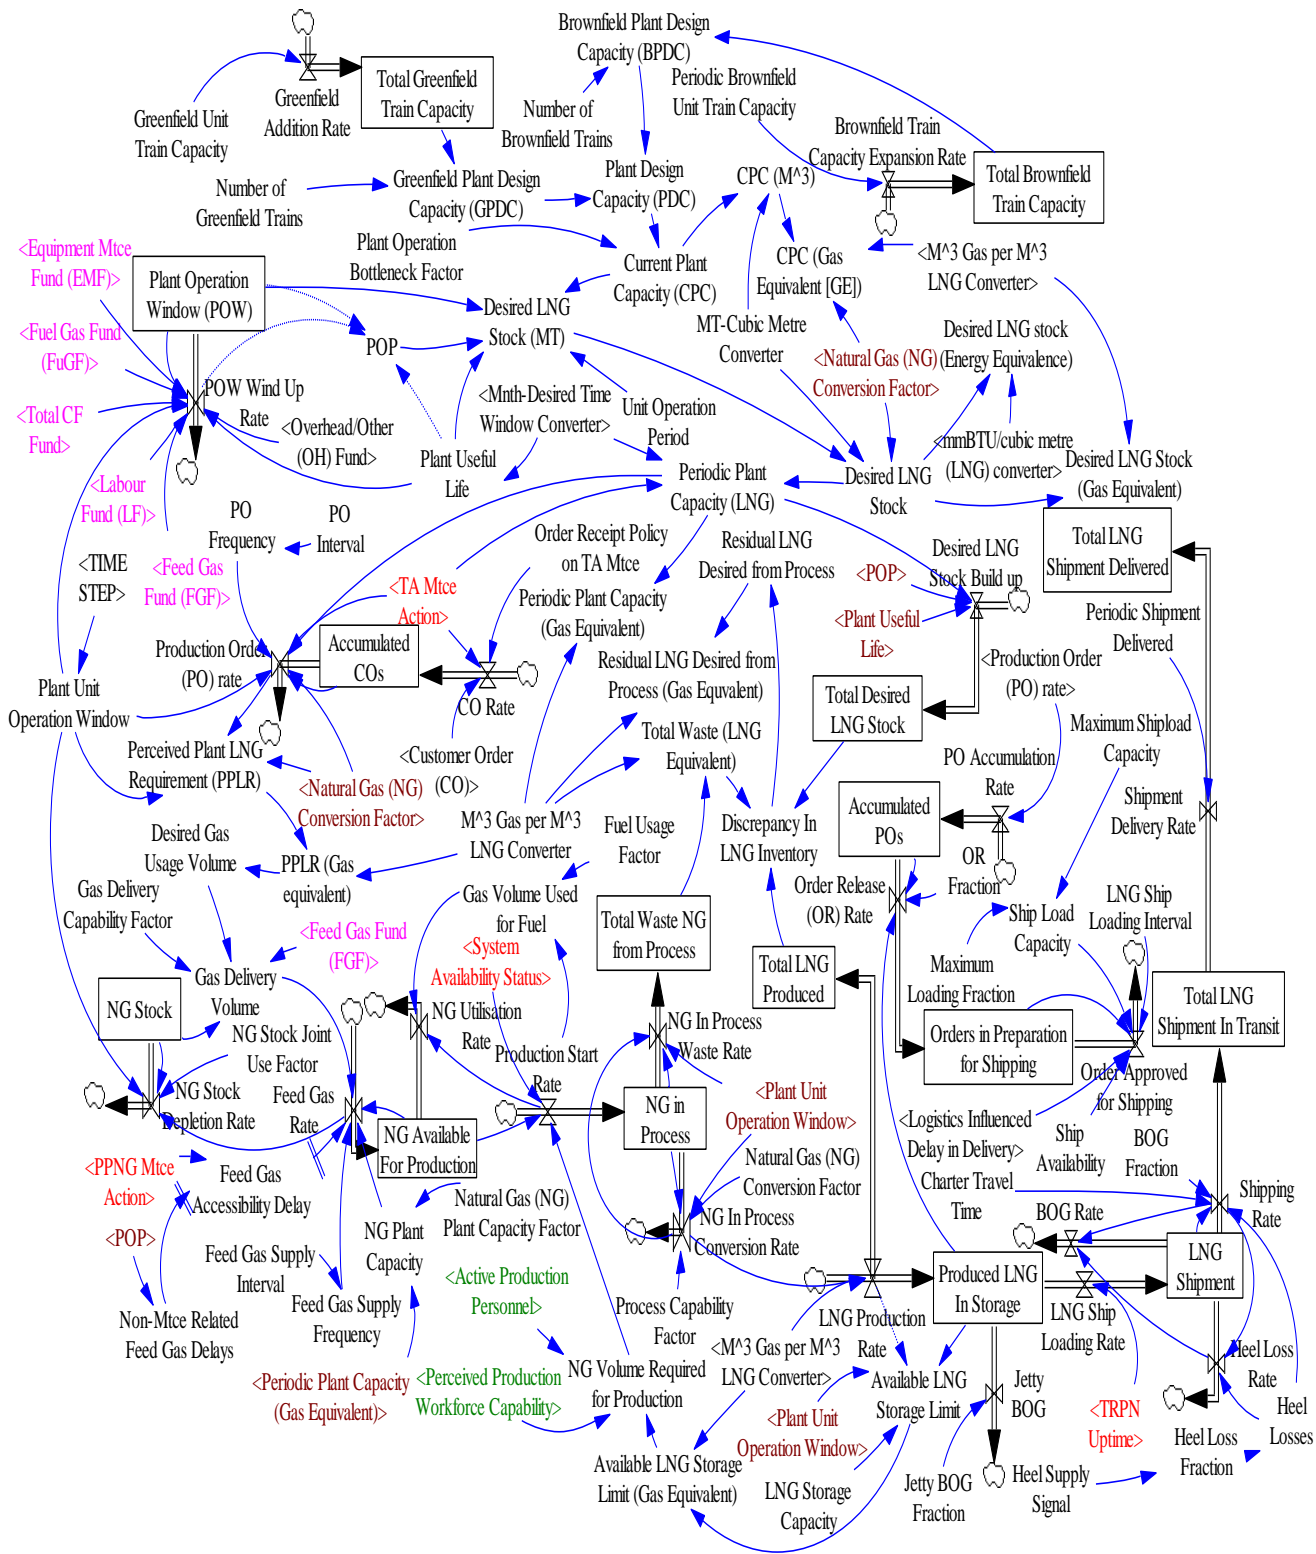 Brownfield Plant Design
Capacity (BPDC)
Periodic Brownfield
Unit Train Capacity
Total Greenfield
Train Capacity
Greenfield
Addition Rate
Greenfield Unit
Train Capacity
Number of
Brownfield Trains
Brownfield Train
Capacity Expansion Rate
Total Brownfield
Train Capacity
Number of
Greenfield Trains
Greenfield Plant Design
Capacity (GPDC)
Plant Design
Capacity (PDC)
CPC (M^3)
<Equipment Mtce
Fund (EMF)>
Plant Operation
Window (POW)
Plant Operation
Bottleneck Factor
Current Plant
Capacity (CPC)
CPC (Gas
Equivalent [GE])
<M^3 Gas per M^3
LNG Converter>
<Fuel Gas Fund
(FuGF)>
POP
Desired LNG
Stock (MT)
MT-Cubic Metre
Converter
Desired LNG stock
(Energy Equivalence)
<Natural Gas (NG)
Conversion Factor>
POW Wind Up
Rate
<Total CF
Fund>
<Overhead/Other
(OH) Fund>
<Mnth-Desired Time
Window Converter>
Unit Operation
Period
<mmBTU/cubic metre
(LNG) converter>
Plant Useful
Life
Periodic Plant
Capacity (LNG)
Desired LNG
Stock
Desired LNG Stock
(Gas Equivalent)
<Labour
Fund (LF)>
PO
Frequency
PO
Interval
Order Receipt Policy
on TA Mtce
Residual LNG
Desired from Process
Desired LNG
Stock Build up
Total LNG
Shipment Delivered
<TIME
STEP>
<Feed Gas
Fund (FGF)>
<TA Mtce
Action>
Periodic Plant Capacity
(Gas Equivalent)
<POP>
<Plant Useful
Life>
Periodic Shipment
Delivered
Production Order
(PO) rate
Accumulated
COs
CO Rate
Residual LNG Desired from
Process (Gas Equvalent)
<Production Order
(PO) rate>
Plant Unit
Operation Window
Total Desired
LNG Stock
Perceived Plant LNG
Requirement (PPLR)
<Customer Order
(CO)>
Total Waste (LNG
Equivalent)
PO Accumulation
Rate
Maximum Shipload
Capacity
<Natural Gas (NG)
Conversion Factor>
M^3 Gas per M^3
LNG Converter
Fuel Usage
Factor
Discrepancy In
LNG Inventory
Accumulated
POs
Shipment
Delivery Rate
Desired Gas
Usage Volume
PPLR (Gas
equivalent)
OR
Fraction
Gas Delivery
Capability Factor
Gas Volume Used
for Fuel
Order Release
(OR) Rate
Ship Load
Capacity
LNG Ship
Loading Interval
<Feed Gas Fund
(FGF)>
<System
Availability Status>
Total Waste NG
from Process
Total LNG
Produced
Maximum
Loading Fraction
NG Stock
Gas Delivery
Volume
NG Utilisation
Rate
NG In Process
Waste Rate
Orders in Preparation
for Shipping
Total LNG
Shipment In Transit
NG Stock Joint
Use Factor
Production Start
Rate
Order Approved
for Shipping
NG Stock
Depletion Rate
Feed Gas
Rate
NG Available
For Production
NG in
Process
<Plant Unit
Operation Window>
<Logistics Influenced
Delay in Delivery>
Ship
Availability
BOG
Fraction
<PPNG Mtce
Action>
Feed Gas
Accessibility Delay
Natural Gas (NG)
Plant Capacity Factor
Natural Gas (NG)
Conversion Factor
Charter Travel
Time
Shipping
Rate
<POP>
NG Plant
Capacity
NG In Process
Conversion Rate
BOG Rate
LNG
Shipment
Feed Gas Supply
Interval
<Active Production
Personnel>
Produced LNG
In Storage
Non-Mtce Related
Feed Gas Delays
Feed Gas Supply
Frequency
Process Capability
Factor
LNG Production
Rate
LNG Ship
Loading Rate
Heel Loss
Rate
<Periodic Plant Capacity
(Gas Equivalent)>
<Perceived Production
Workforce Capability>
NG Volume Required
for Production
<M^3 Gas per M^3
LNG Converter>
Available LNG
Storage Limit
Jetty
BOG
<Plant Unit
Operation Window>
<TRPN
Uptime>
Heel
Losses
Available LNG Storage
Limit (Gas Equivalent)
LNG Storage
Capacity
Jetty BOG
Fraction
Heel Supply
Signal
Heel Loss
Fraction